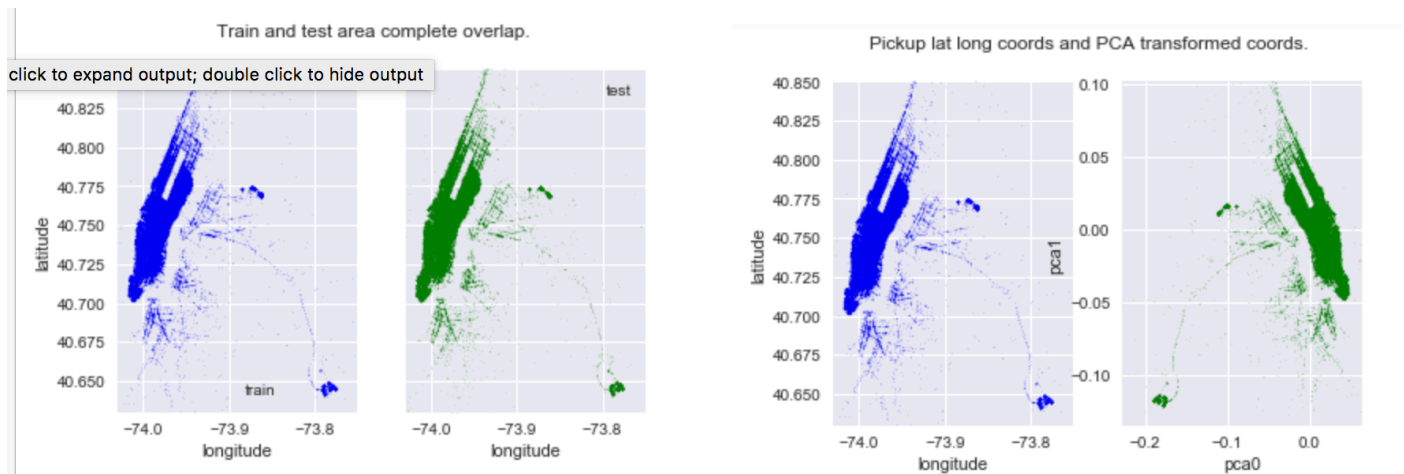 Train and test area complete overlap.
click to expand output; double click to hide output
test
40.825
40.800
40.775
40.750
40.725
40.700
40.675
40.650
latitude
train
−74.0 −73.9 −73.8
longitude
−74.0 −73.9 −73.8
longitude
Pickup lat long coords and PCA transformed coords.
40.850
40.825
40.800
40.775
40.750
40.725
40.700
40.675
40.650
latitude
−74.0 −73.9 −73.8
longitude
0.10
0.05
0.00
−0.05
−0.10
pca1
−0.2 −0.1 0.0
pca0